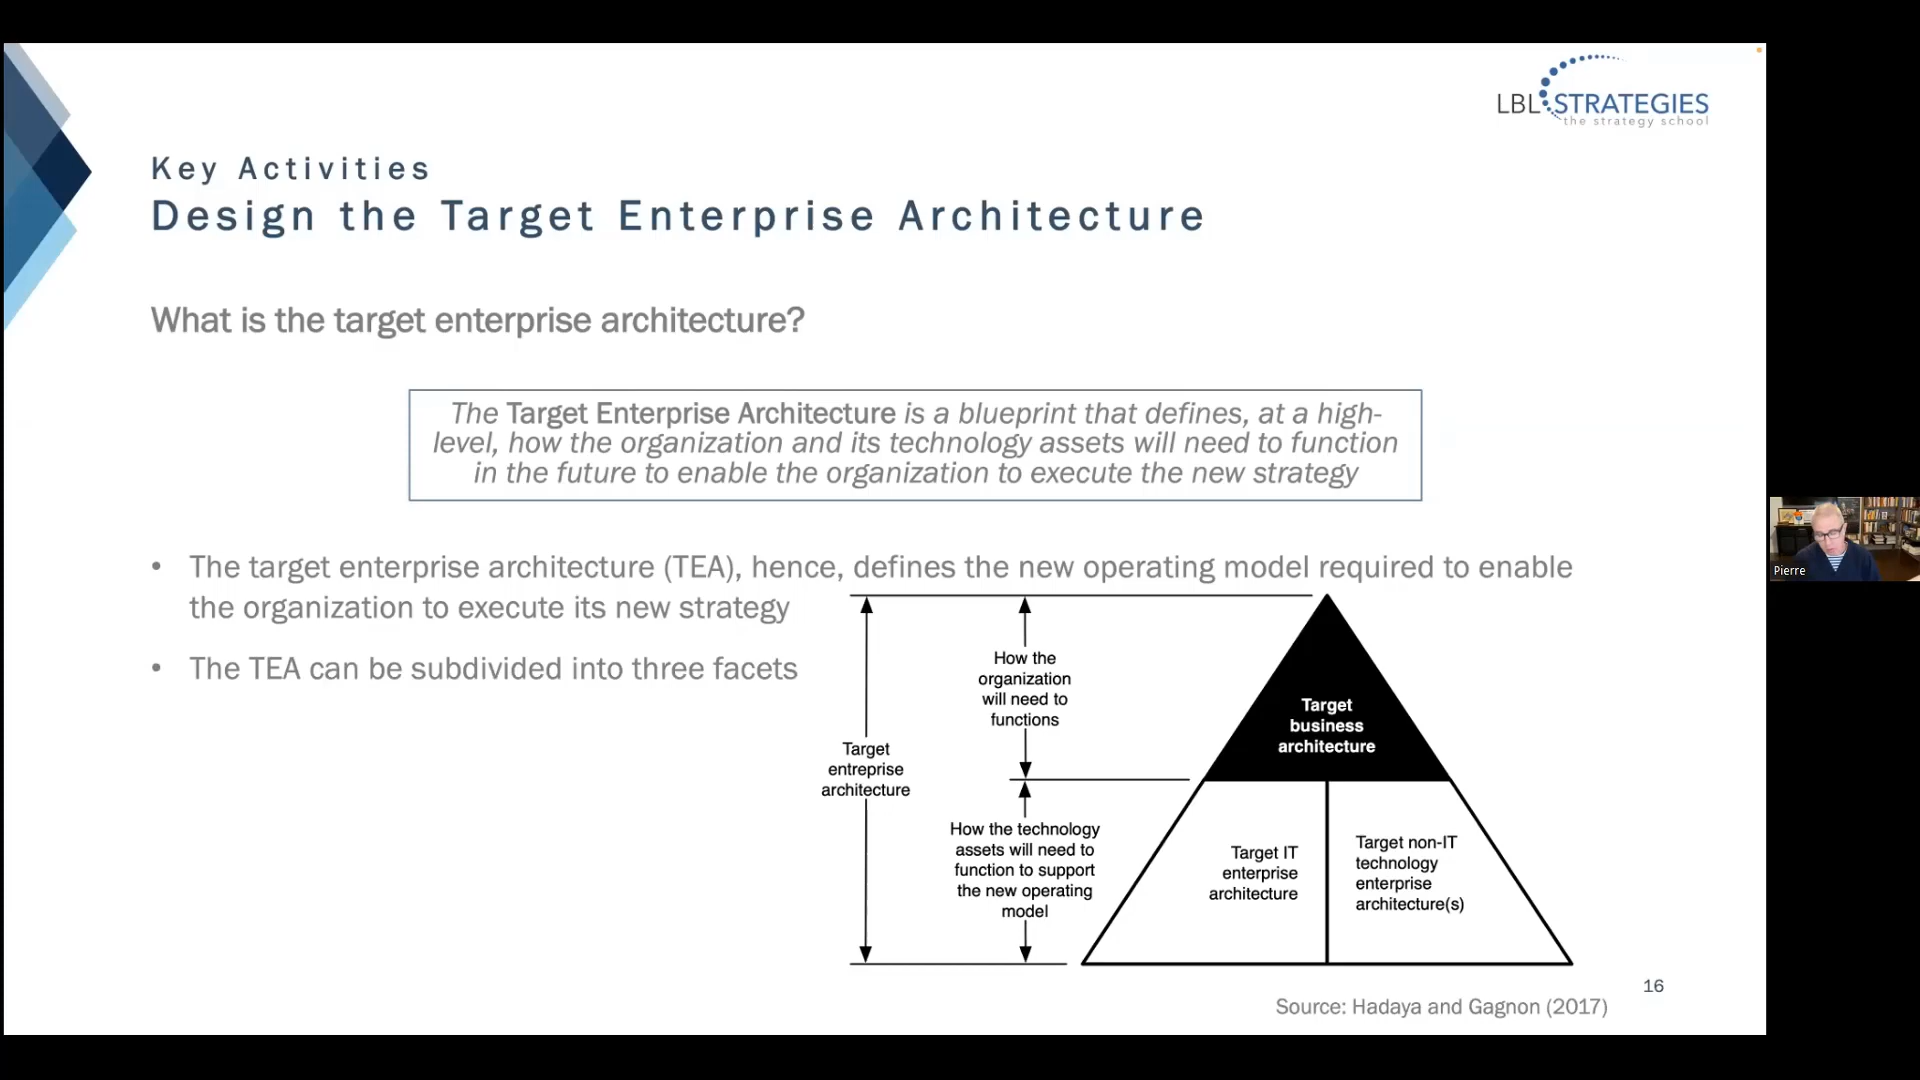 LBL STRATEGIES
the strategy school
Key Activities
Design the Target Enterprise Architecture
What is the target enterprise architecture?
The Target Enterprise Architecture is a blueprint that defines, at a high-
level, how the organization and its technology assets will need to function
in the future to enable the organization to execute the new strategy
• The target enterprise architecture (TEA), hence, defines the new operating model required to enable
the organization to execute its new strategy
• The TEA can be subdivided into three facets
Target
entreprise
architecture
How the
organization
will need to
functions
How the technology
assets will need to
function to support
the new operating
model
Target
business
architecture
Target IT
enterprise
architecture
Target non-IT
technology
enterprise
architecture(s)
16
Source: Hadaya and Gagnon (2017)
Pierre